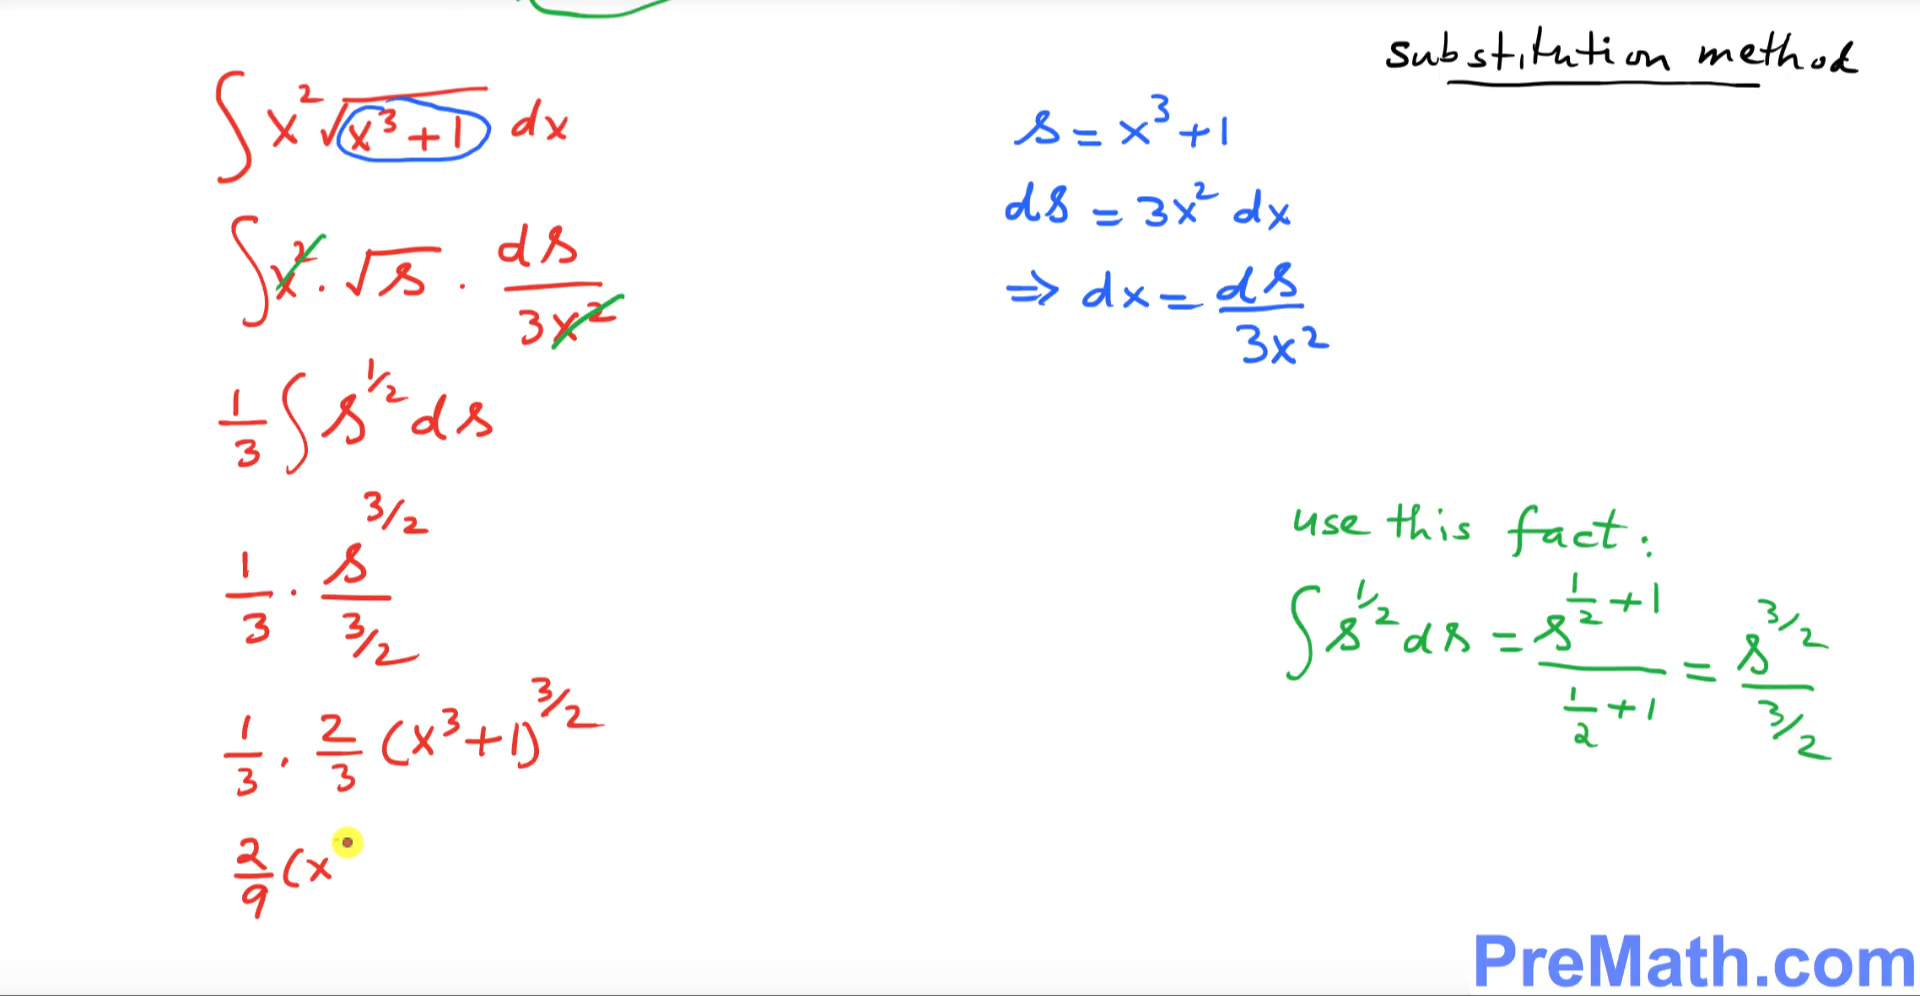 substitution method
∫ x² √(x³+1) dx
∫ x² · √s · ds/3x²
1/3 ∫ s^(1/2) ds
1/3 · s^(3/2)/(3/2)
1/3 · 2/3 (x³+1)^(3/2)
2/9 (x
s = x³+1
ds = 3x² dx
⇒ dx = ds/3x²
use this fact:
∫ s^(1/2) ds = s^(1/2+1)/(1/2+1) = s^(3/2)/(3/2)
PreMath.com